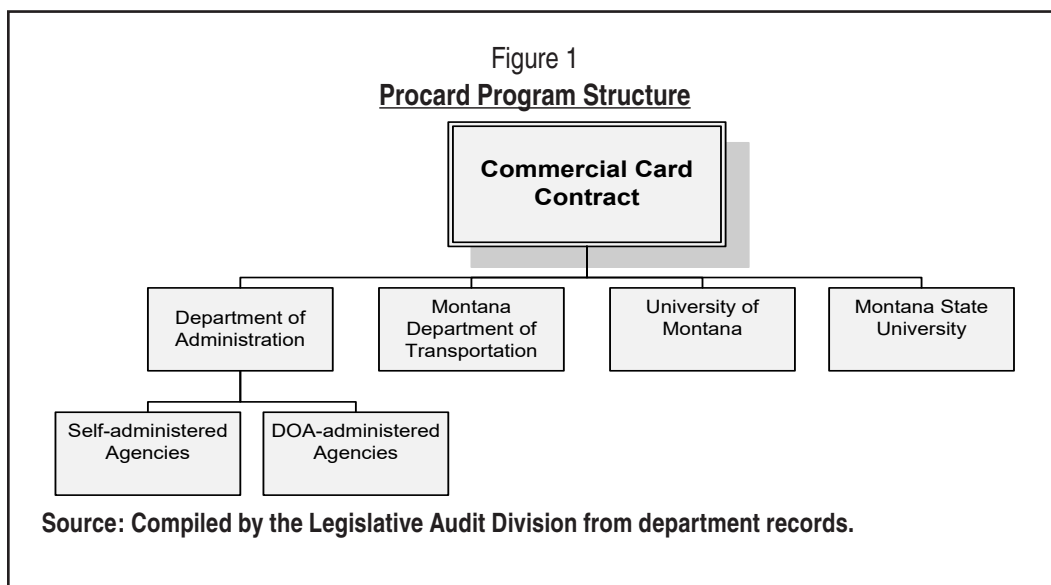 Figure 1
Procard Program Structure
Commercial Card
Contract
Department of
Administration
Montana
Department of
Transportation
University of
Montana
Montana State
University
Self-administered
Agencies
DOA-administered
Agencies
Source: Compiled by the Legislative Audit Division from department records.